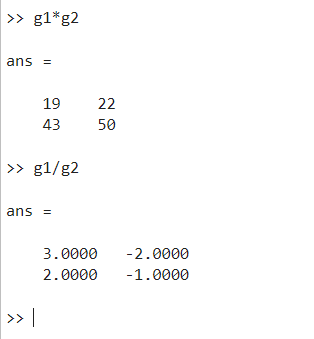 >> g1*g2
ans =
19 22
43 50
>> g1/g2
ans =
3.0000 -2.0000
2.0000 -1.0000
>>